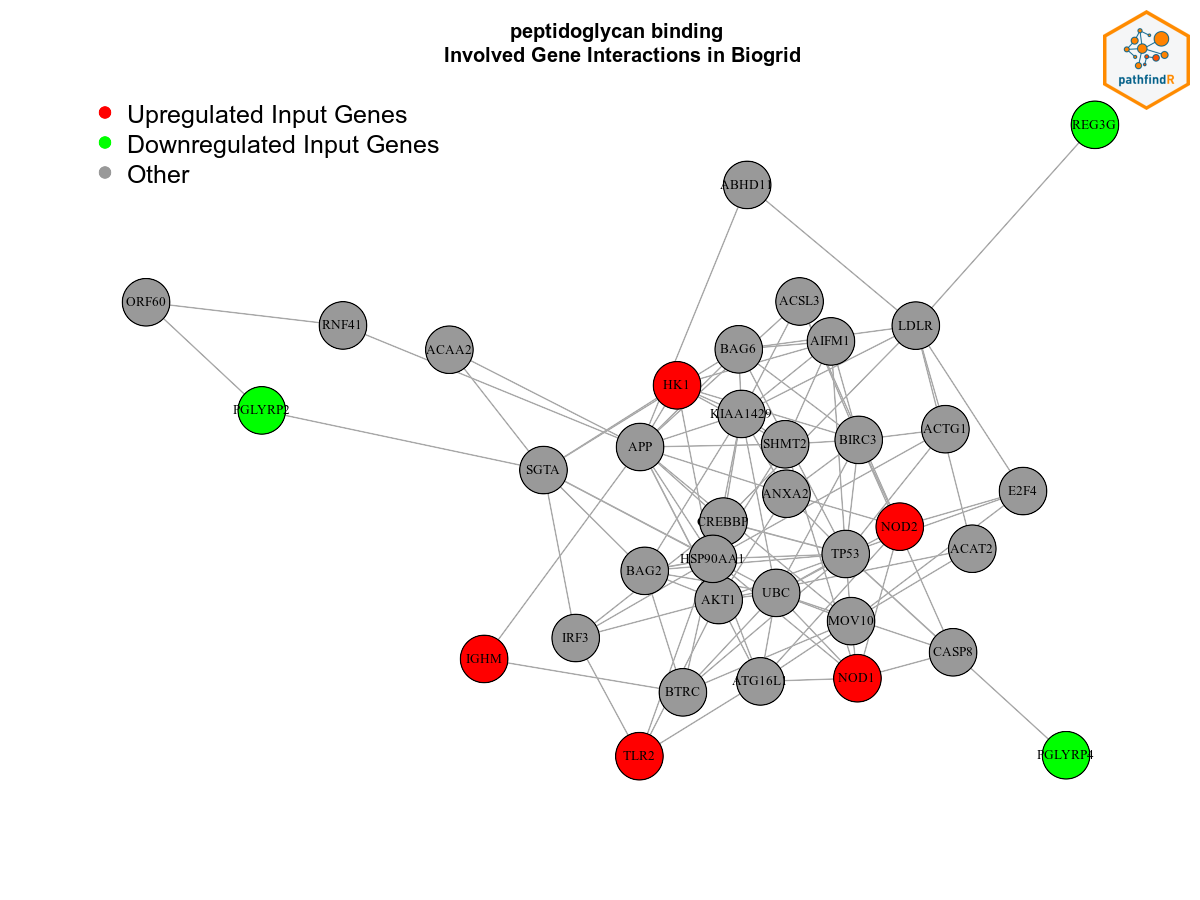 peptidoglycan binding
Involved Gene Interactions in Biogrid
pathfindR
Upregulated Input Genes
Downregulated Input Genes
Other
REG3G
ABHD11
ORF60
RNF41
ACAA2
ACSL3
AIFM1
LDLR
BAG6
HK1
PGLYRP2
KIAA1429
APP
SHMT2
BIRC3
ACTG1
SGTA
ANXA2
E2F4
CREBBP
NOD2
HSP90AA1
TP53
ACAT2
BAG2
AKT1
UBC
MOV10
IRF3
IGHM
CASP8
BTRC
ATG16L1
NOD1
TLR2
PGLYRP4